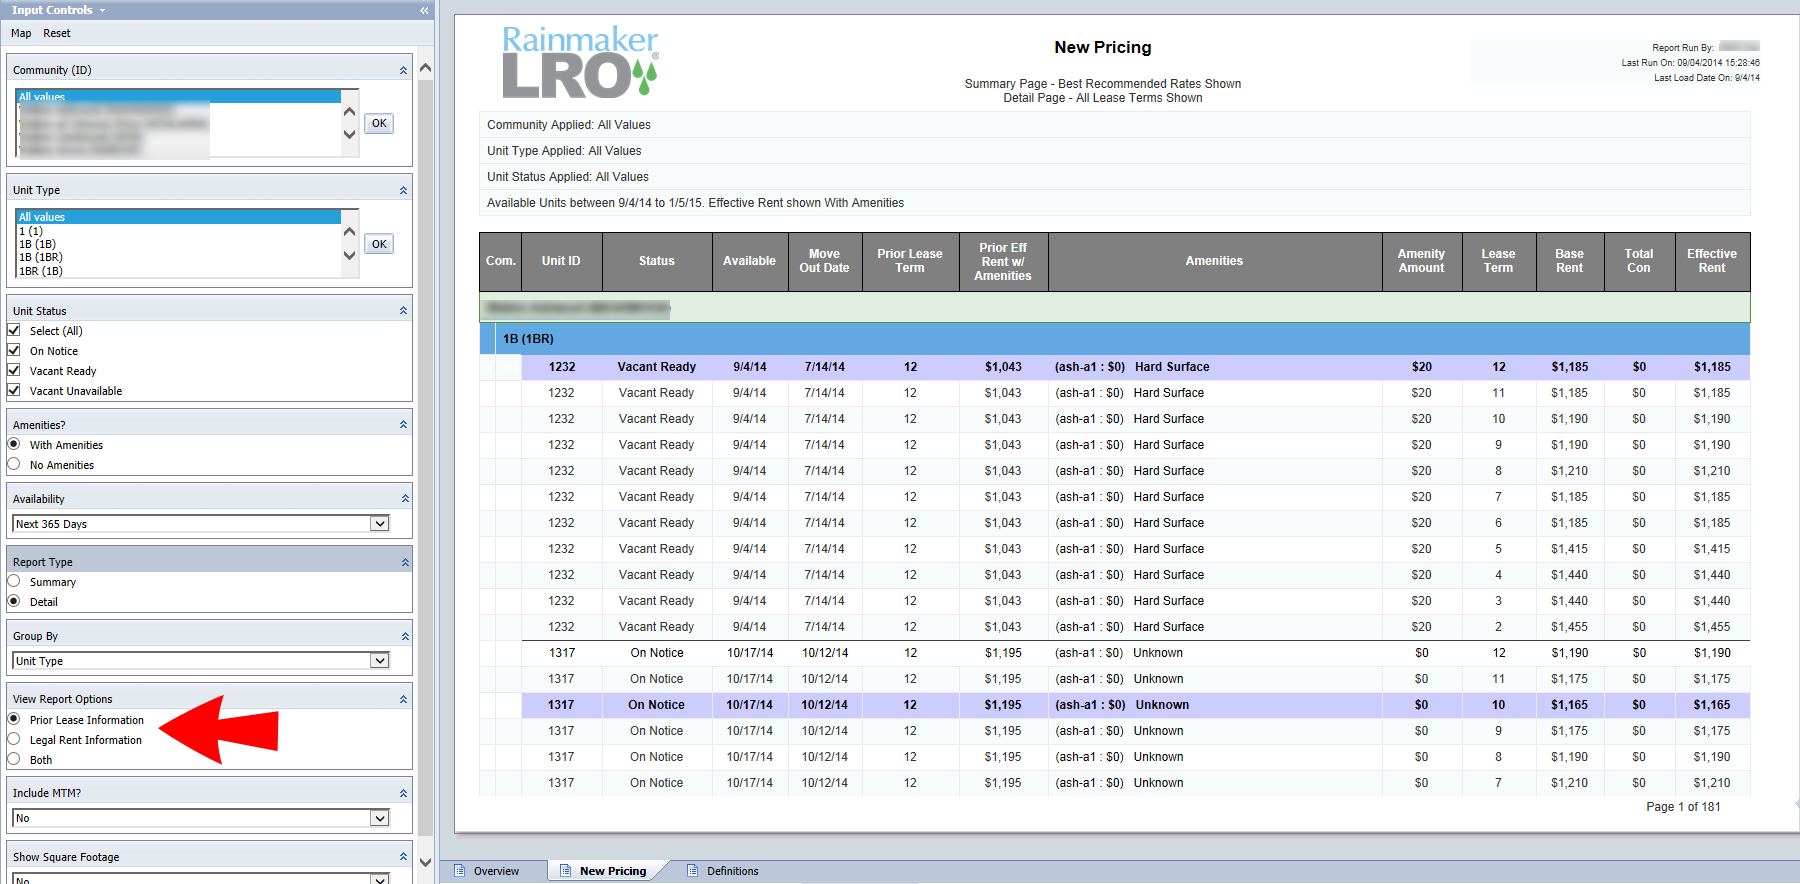 Input Controls
Map Reset
Community (ID)
All values
OK
Unit Type
All values
1 (1)
1B (1B)
1B (1BR)
1BR (1B)
OK
Unit Status
Select (All)
On Notice
Vacant Ready
Vacant Unavailable
Amenities?
With Amenities
No Amenities
Availability
Next 365 Days
Report Type
Summary
Detail
Group By
Unit Type
View Report Options
Prior Lease Information
Legal Rent Information
Both
Include MTM?
No
Show Square Footage
No
Rainmaker
LRO®
New Pricing
Summary Page - Best Recommended Rates Shown
Detail Page - All Lease Terms Shown
Report Run By:
Last Run On: 09/04/2014 15:28:46
Last Load Date On: 9/4/14
Community Applied: All Values
Unit Type Applied: All Values
Unit Status Applied: All Values
Available Units between 9/4/14 to 1/5/15. Effective Rent shown With Amenities
Com. Unit ID Status Available Move Out Date Prior Lease Term Prior Eff Rent w/ Amenities Amenities Amenity Amount Lease Term Base Rent Total Con Effective Rent
1B (1BR)
1232 Vacant Ready 9/4/14 7/14/14 12 $1,043 (ash-a1 : $0) Hard Surface $20 12 $1,185 $0 $1,185
1232 Vacant Ready 9/4/14 7/14/14 12 $1,043 (ash-a1 : $0) Hard Surface $20 11 $1,185 $0 $1,185
1232 Vacant Ready 9/4/14 7/14/14 12 $1,043 (ash-a1 : $0) Hard Surface $20 10 $1,190 $0 $1,190
1232 Vacant Ready 9/4/14 7/14/14 12 $1,043 (ash-a1 : $0) Hard Surface $20 9 $1,190 $0 $1,190
1232 Vacant Ready 9/4/14 7/14/14 12 $1,043 (ash-a1 : $0) Hard Surface $20 8 $1,210 $0 $1,210
1232 Vacant Ready 9/4/14 7/14/14 12 $1,043 (ash-a1 : $0) Hard Surface $20 7 $1,185 $0 $1,185
1232 Vacant Ready 9/4/14 7/14/14 12 $1,043 (ash-a1 : $0) Hard Surface $20 6 $1,185 $0 $1,185
1232 Vacant Ready 9/4/14 7/14/14 12 $1,043 (ash-a1 : $0) Hard Surface $20 5 $1,415 $0 $1,415
1232 Vacant Ready 9/4/14 7/14/14 12 $1,043 (ash-a1 : $0) Hard Surface $20 4 $1,440 $0 $1,440
1232 Vacant Ready 9/4/14 7/14/14 12 $1,043 (ash-a1 : $0) Hard Surface $20 3 $1,440 $0 $1,440
1232 Vacant Ready 9/4/14 7/14/14 12 $1,043 (ash-a1 : $0) Hard Surface $20 2 $1,455 $0 $1,455
1317 On Notice 10/17/14 10/12/14 12 $1,195 (ash-a1 : $0) Unknown $0 12 $1,190 $0 $1,190
1317 On Notice 10/17/14 10/12/14 12 $1,195 (ash-a1 : $0) Unknown $0 11 $1,175 $0 $1,175
1317 On Notice 10/17/14 10/12/14 12 $1,195 (ash-a1 : $0) Unknown $0 10 $1,165 $0 $1,165
1317 On Notice 10/17/14 10/12/14 12 $1,195 (ash-a1 : $0) Unknown $0 9 $1,175 $0 $1,175
1317 On Notice 10/17/14 10/12/14 12 $1,195 (ash-a1 : $0) Unknown $0 8 $1,190 $0 $1,190
1317 On Notice 10/17/14 10/12/14 12 $1,195 (ash-a1 : $0) Unknown $0 7 $1,210 $0 $1,210
Page 1 of 181
Overview New Pricing Definitions